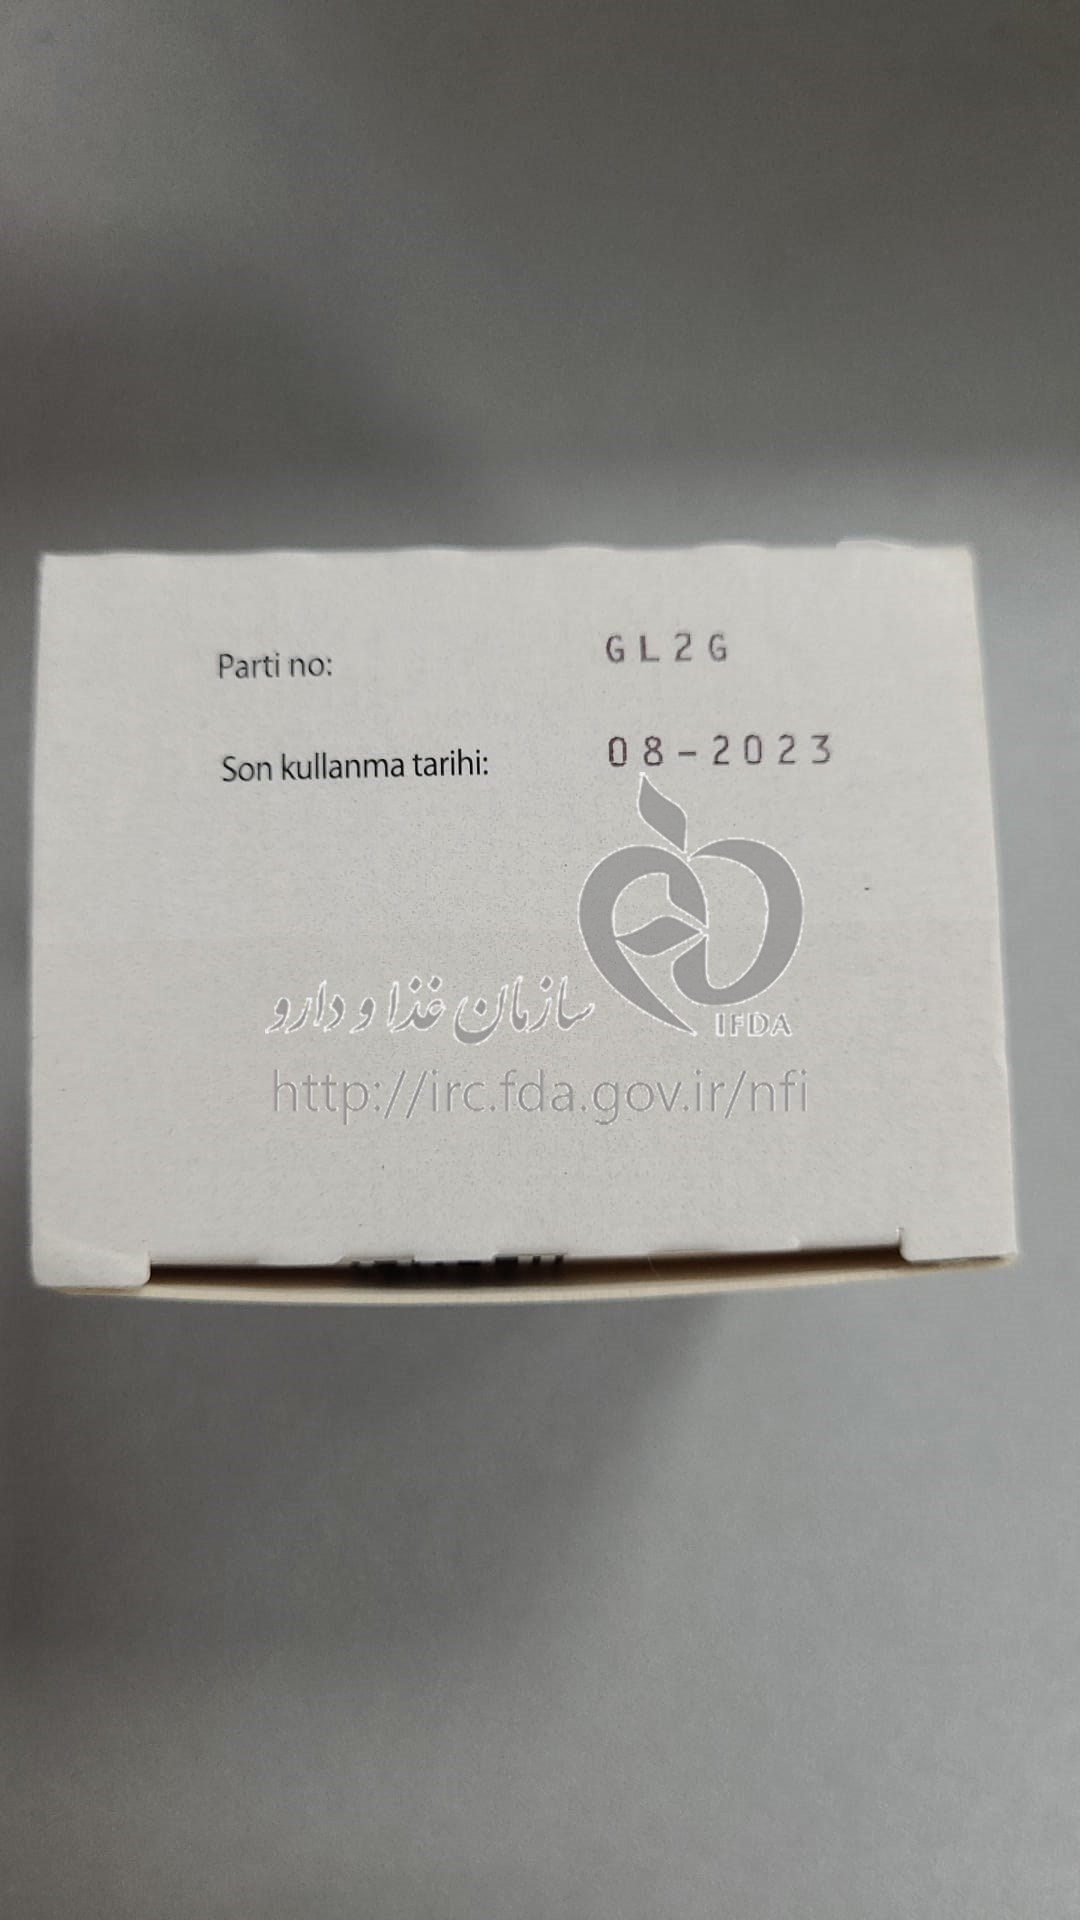 Parti no: GL2G
Son kullanma tarihi: 08-2023
سازمان غذا و دارو
IFDA
http://irc.fda.gov.ir/nfi